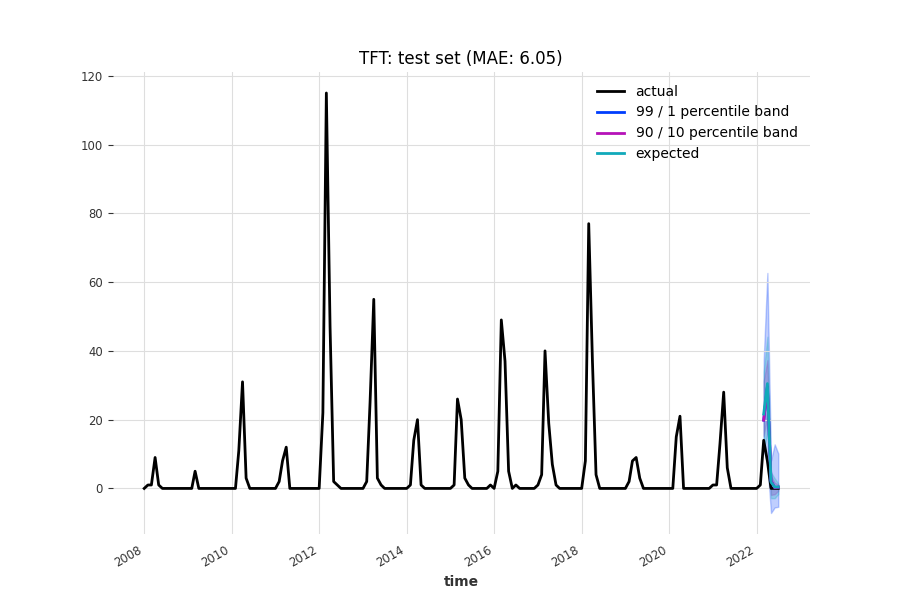 TFT: test set (MAE: 6.05)
120
100
80
60
40
20
0
actual
99 / 1 percentile band
90 / 10 percentile band
expected
2008
2010
2012
2014
2016
2018
2020
2022
time